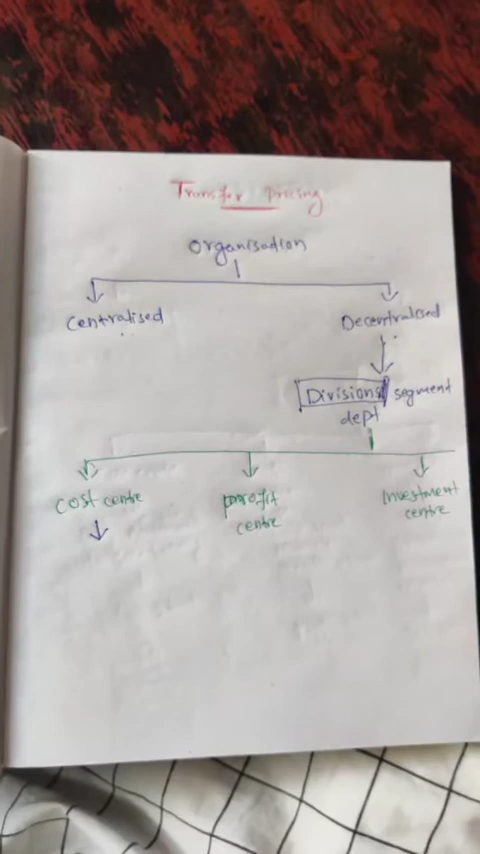 Transfer Pricing
Organisation
Centralised
Decentralised
Divisions segment
dept
cost centre
profit
centre
Investment
centre